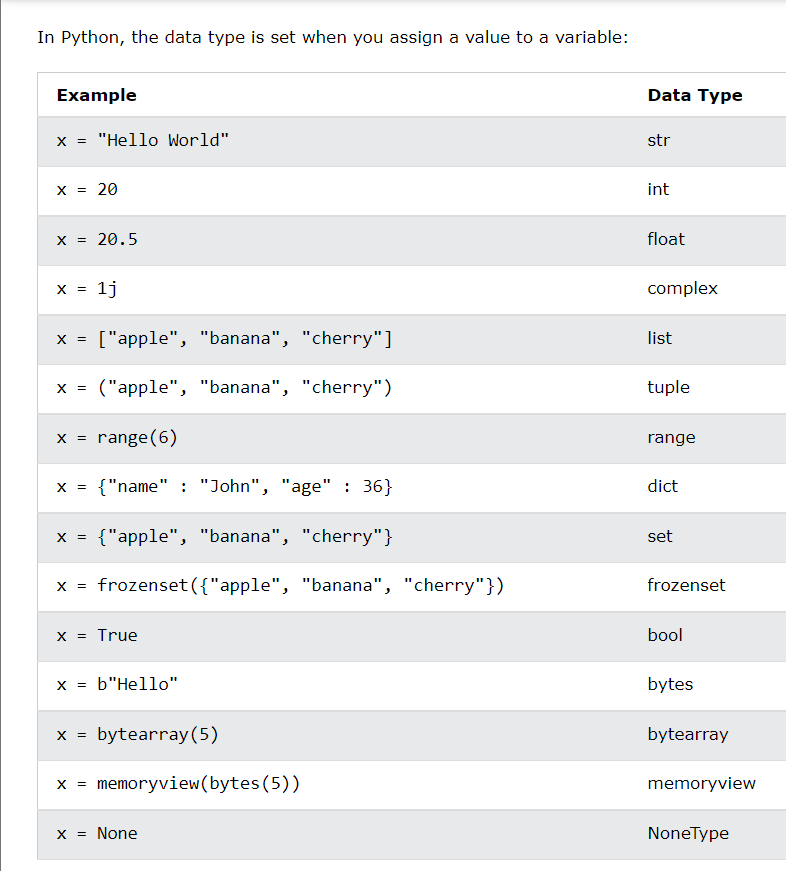 In Python, the data type is set when you assign a value to a variable:
Example Data Type
x = "Hello World" str
x = 20 int
x = 20.5 float
x = 1j complex
x = ["apple", "banana", "cherry"] list
x = ("apple", "banana", "cherry") tuple
x = range(6) range
x = {"name" : "John", "age" : 36} dict
x = {"apple", "banana", "cherry"} set
x = frozenset({"apple", "banana", "cherry"}) frozenset
x = True bool
x = b"Hello" bytes
x = bytearray(5) bytearray
x = memoryview(bytes(5)) memoryview
x = None NoneType